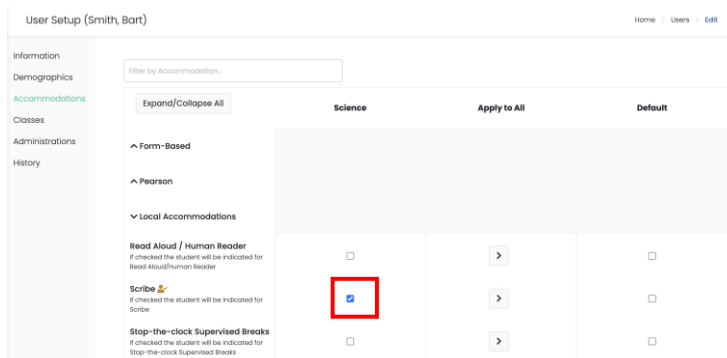 User Setup (Smith, Bart)
Home > Users > Edit
Information
Demographics
Accommodations
Classes
Administrations
History
Filter by Accommodation...
Expand/Collapse All
Science
Apply to All
Default
Form-Based
Pearson
Local Accommodations
Read Aloud / Human Reader
If checked the student will be indicated for
Read Aloud/Human Reader
Scribe
If checked the student will be indicated for
Scribe
Stop-the-clock Supervised Breaks
If checked the student will be indicated for
Stop-the-clock Supervised Breaks